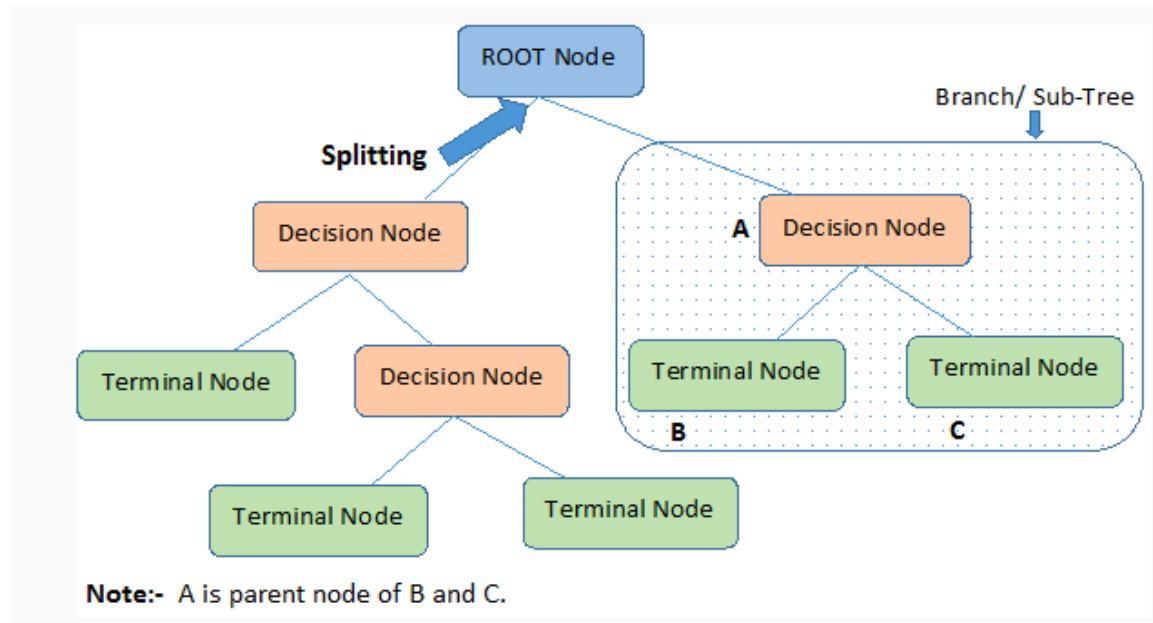 ROOT Node
Branch/ Sub-Tree
Splitting
Decision Node
A
Decision Node
Terminal Node
Decision Node
Terminal Node
Terminal Node
B
C
Terminal Node
Terminal Node
Note:- A is parent node of B and C.